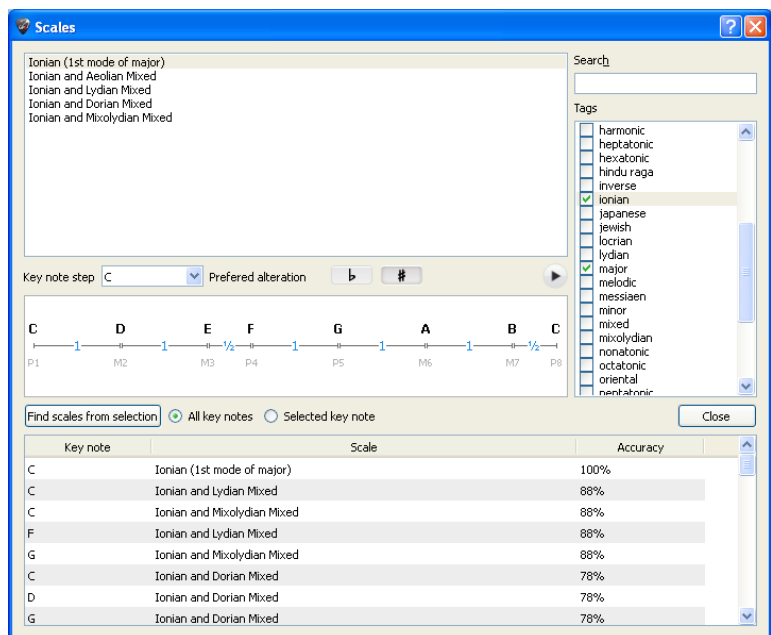 Scales
Ionian (1st mode of major)
Ionian and Aeolian Mixed
Ionian and Lydian Mixed
Ionian and Dorian Mixed
Ionian and Mixolydian Mixed
Search
Tags
harmonic
heptatonic
hexatonic
hindu raga
inverse
ionian
japanese
jewish
locrian
lydian
major
melodic
messiaen
minor
mixed
mixolydian
nonatonic
octatonic
oriental
pentatonic
Key note step C Prefered alteration ♭ #
C D E F G A B C
1 1 ½ 1 1 1 ½
P1 M2 M3 P4 P5 M6 M7 P8
Find scales from selection All key notes Selected key note Close
Key note Scale Accuracy
C Ionian (1st mode of major) 100%
C Ionian and Lydian Mixed 88%
C Ionian and Mixolydian Mixed 88%
F Ionian and Lydian Mixed 88%
G Ionian and Mixolydian Mixed 88%
C Ionian and Dorian Mixed 78%
D Ionian and Dorian Mixed 78%
G Ionian and Dorian Mixed 78%